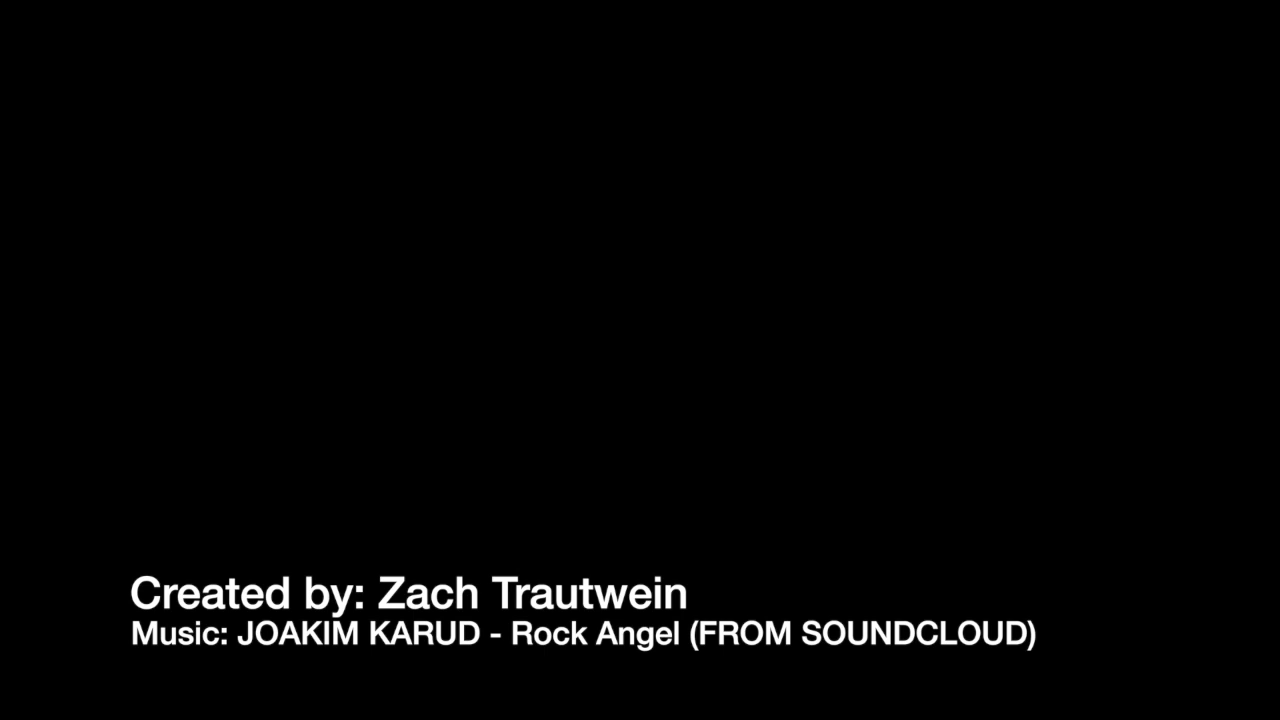 Created by: Zach Trautwein
Music: JOAKIM KARUD - Rock Angel (FROM SOUNDCLOUD)